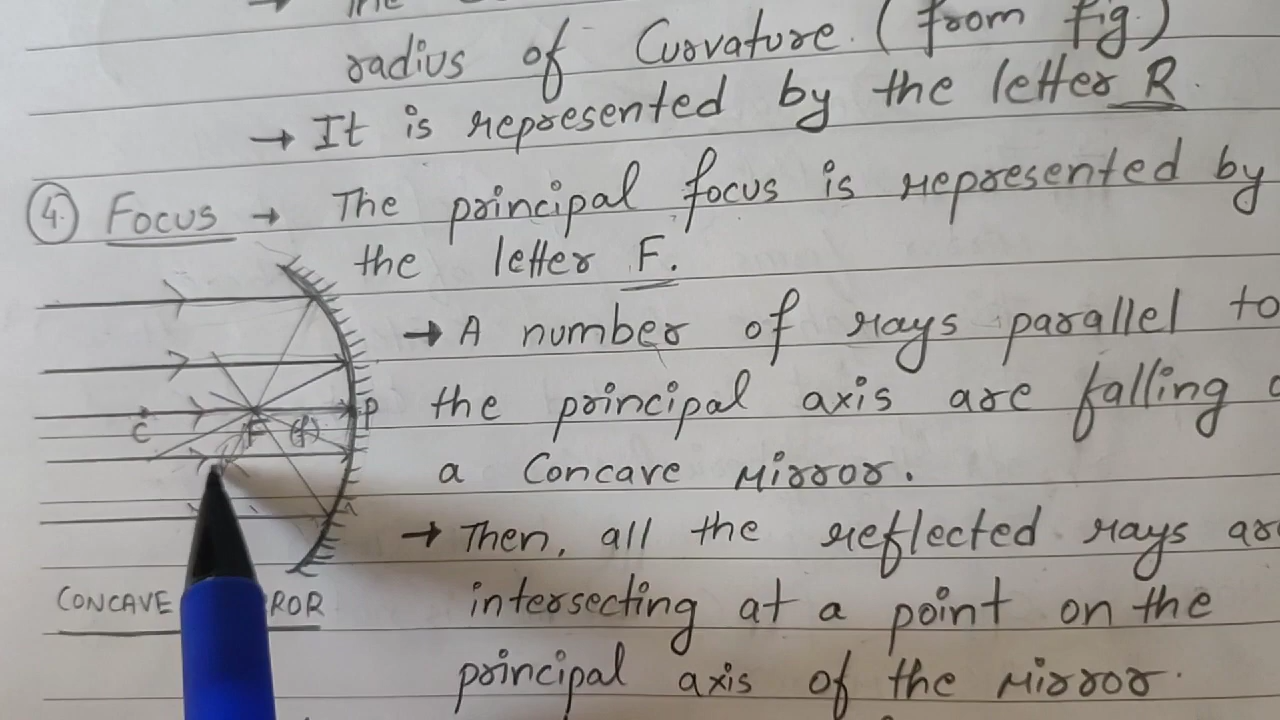 radius of Curvature. (from fig.)
→ It is represented by the letter R.
4. Focus → The principal focus is represented by
the letter F.
→ A number of rays parallel to
the principal axis are falling
a Concave Mirror.
→ Then, all the reflected rays
intersecting at a point on the
principal axis of the Mirror.
C F (f) P
CONCAVE